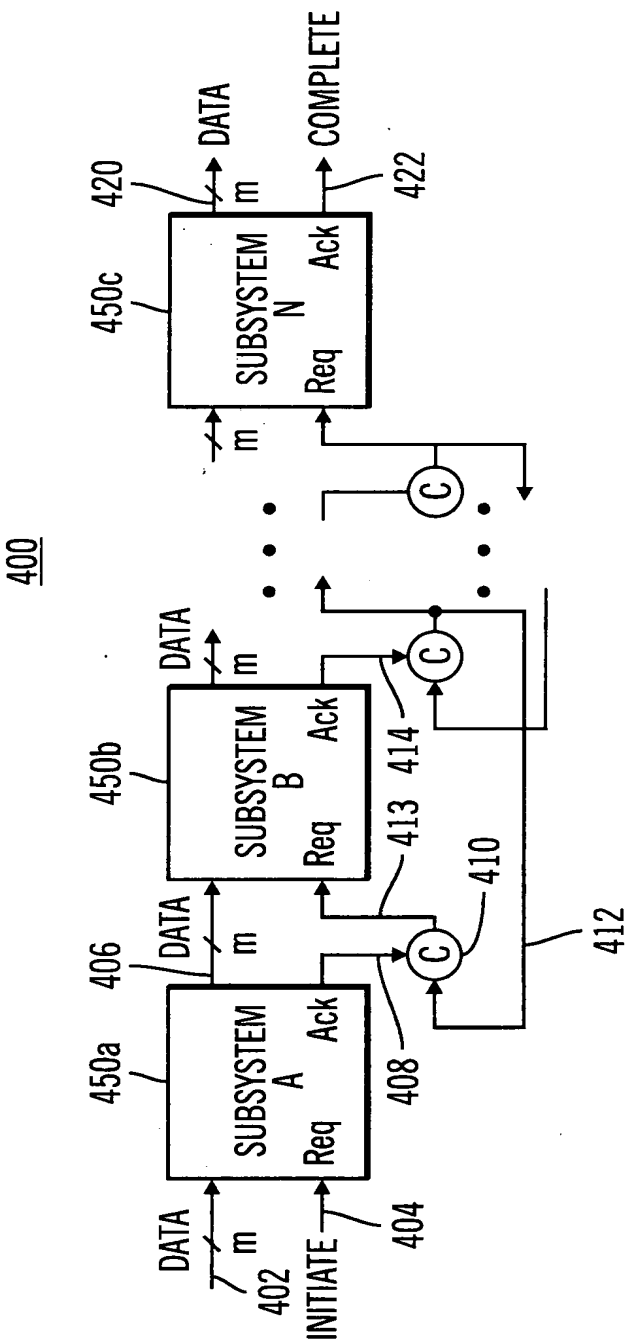 400
450a
450b
450c
DATA
m
402
SUBSYSTEM
A
Req
Ack
INITIATE
404
406
DATA
m
408
C
410
412
413
SUBSYSTEM
B
Req
Ack
DATA
m
414
C
C
m
SUBSYSTEM
N
Req
Ack
420
DATA
m
COMPLETE
422